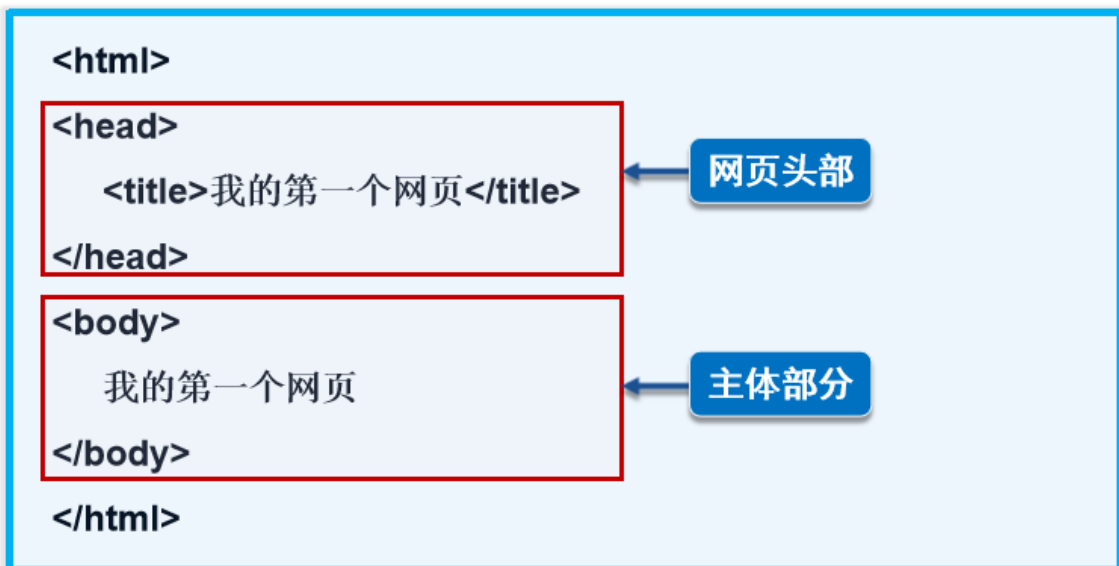 <html>
<head>
<title>我的第一个网页</title>
网页头部
</head>
<body>
我的第一个网页
主体部分
</body>
</html>